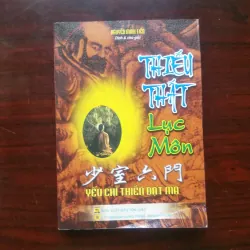 THIẾU
THẤT
Lục
Môn
少室六門
YẾU CHỈ THIỀN ĐẠT MA